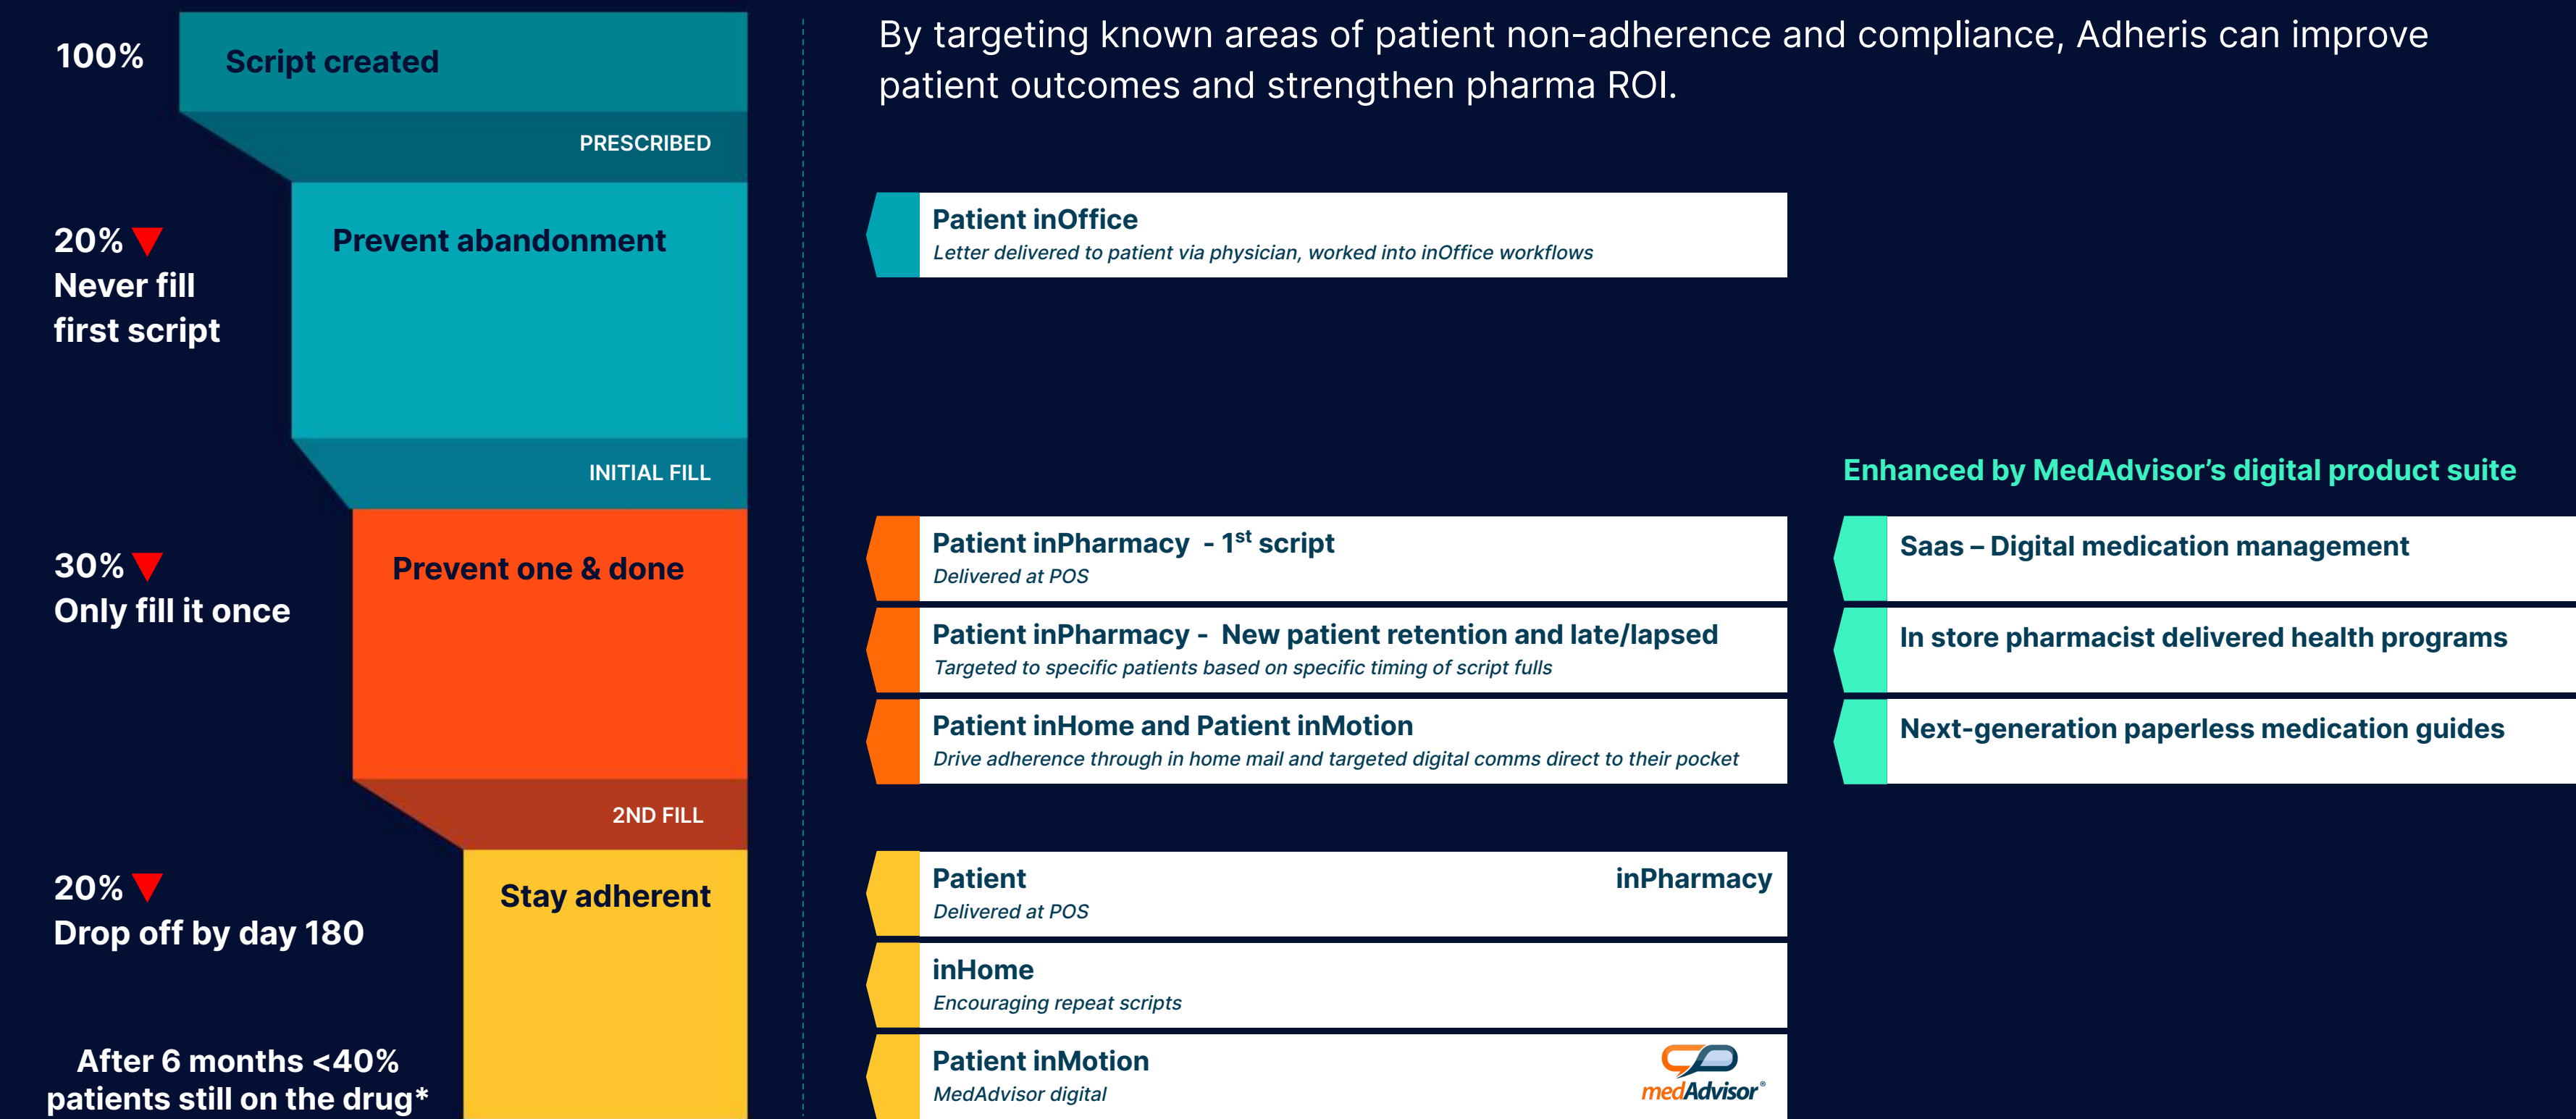 100%
Script created
PRESCRIBED
20%
Never fill
first script
Prevent abandonment
INITIAL FILL
30%
Only fill it once
Prevent one & done
2ND FILL
20%
Drop off by day 180
Stay adherent
After 6 months <40%
patients still on the drug*
By targeting known areas of patient non-adherence and compliance, Adheris can improve
patient outcomes and strengthen pharma ROI.
Patient inOffice
Letter delivered to patient via physician, worked into inOffice workflows
Patient inPharmacy - 1st script
Delivered at POS
Patient inPharmacy - New patient retention and late/lapsed
Targeted to specific patients based on specific timing of script fulls
Patient inHome and Patient inMotion
Drive adherence through in home mail and targeted digital comms direct to their pocket
Enhanced by MedAdvisor’s digital product suite
Saas – Digital medication management
In store pharmacist delivered health programs
Next-generation paperless medication guides
Patient inPharmacy
Delivered at POS
inHome
Encouraging repeat scripts
Patient inMotion
MedAdvisor digital
medAdvisor®